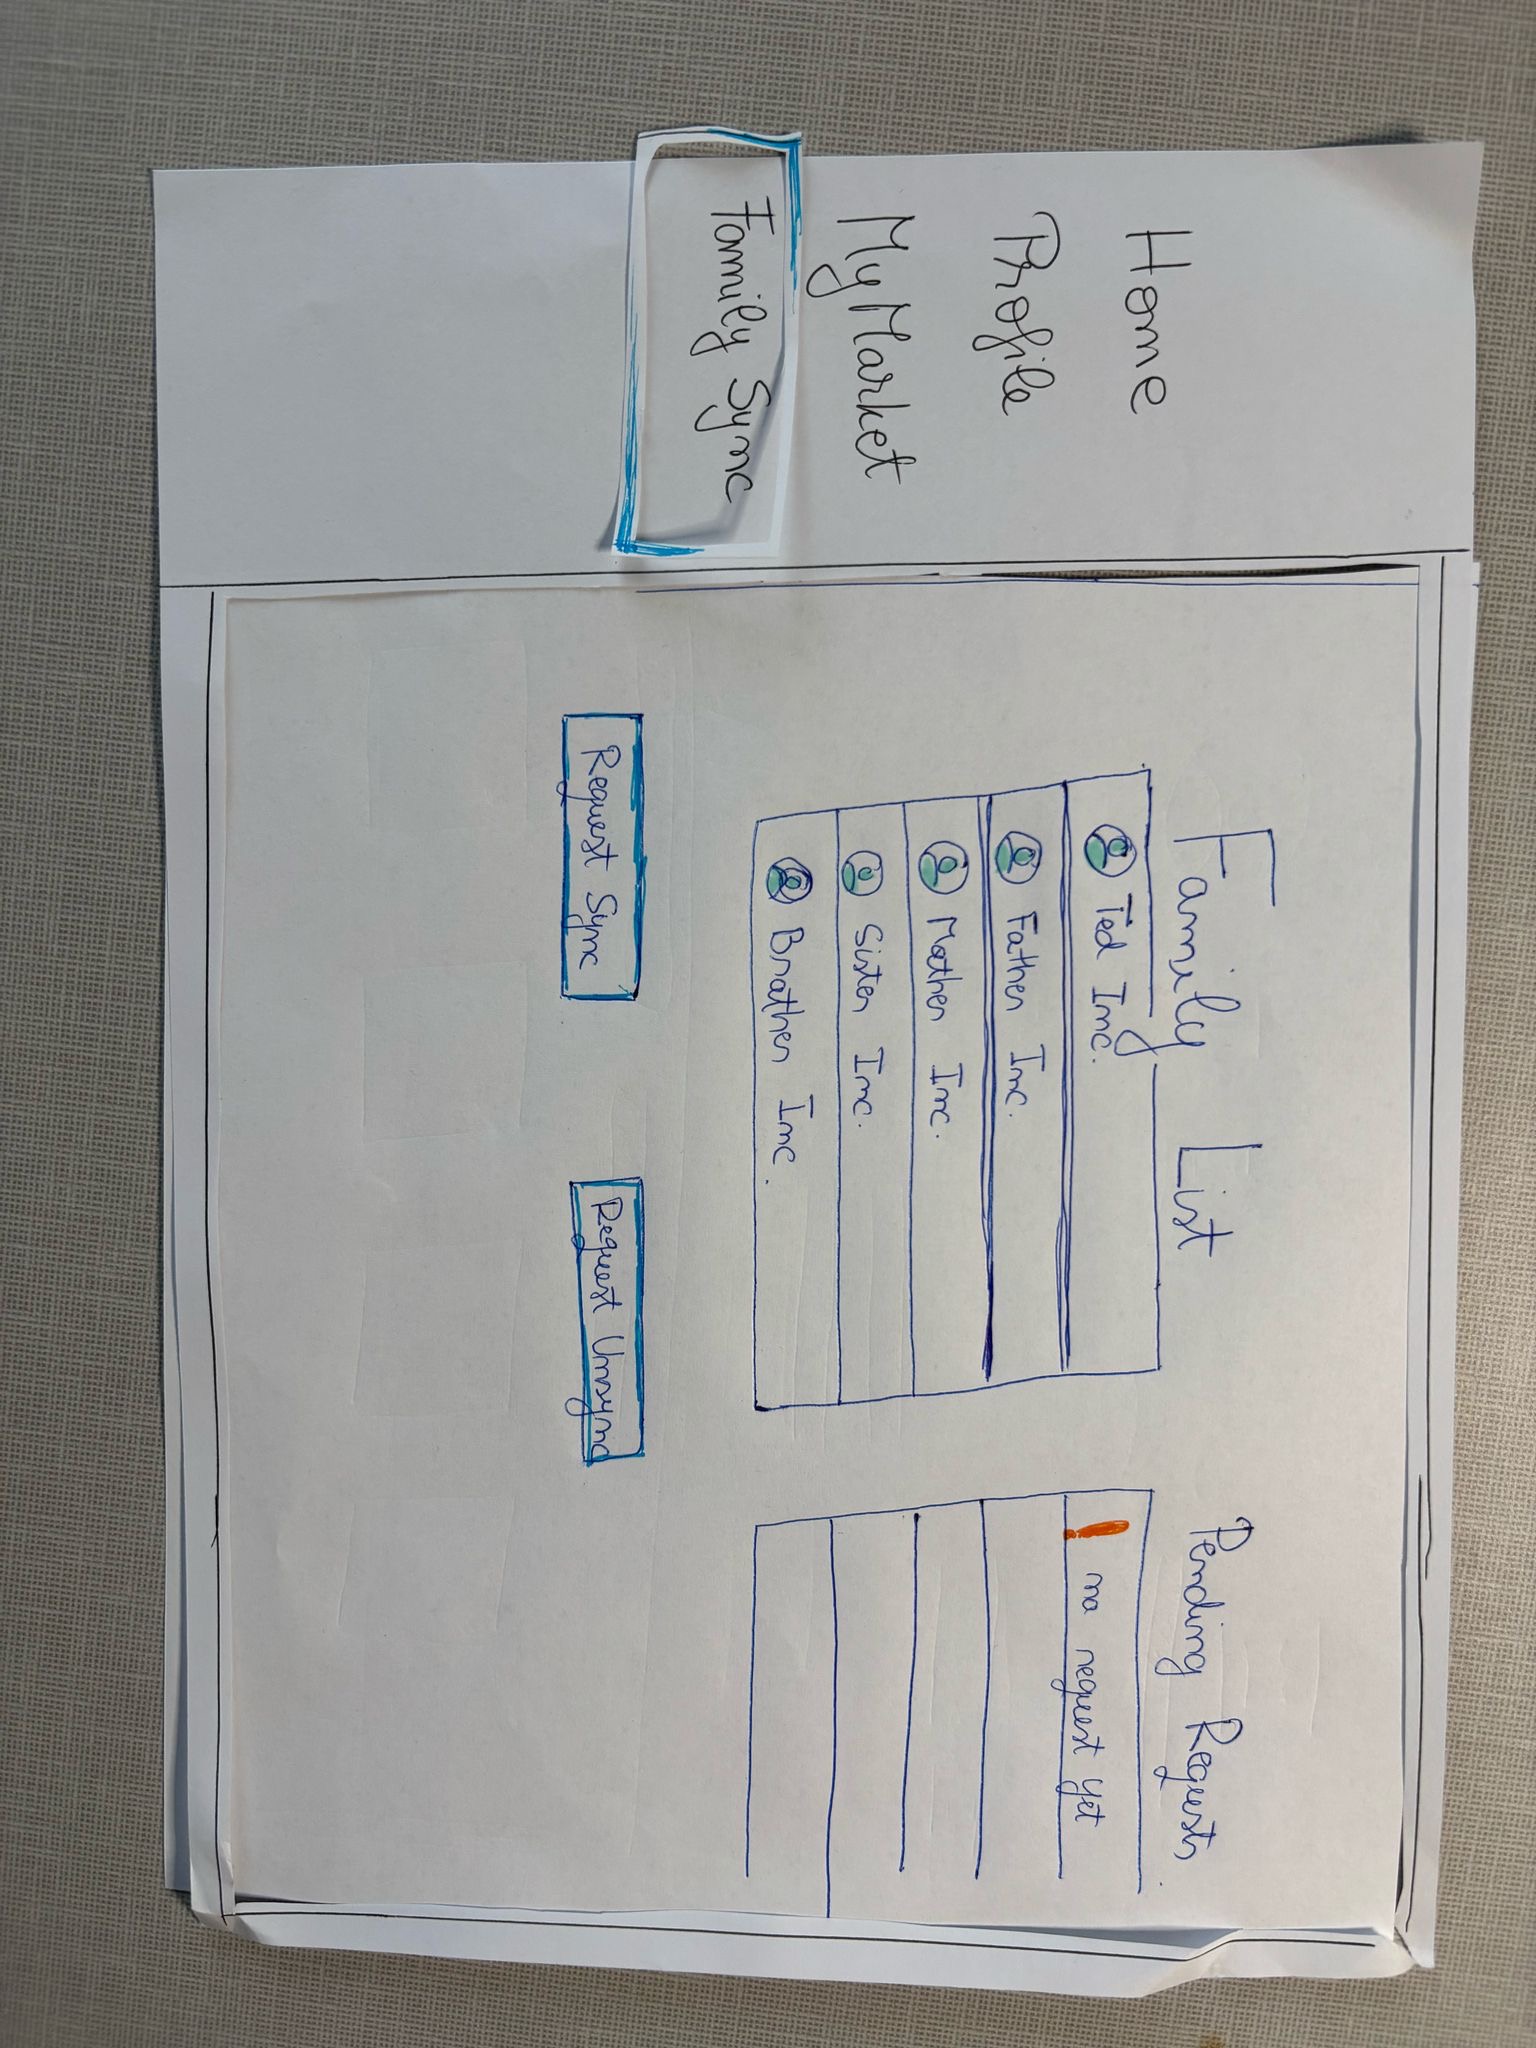 Home
Profile
MyMarket
Family Sync
Family List
Ted Inc.
Father Inc.
Mother Inc.
Sister Inc.
Brother Inc.
Request Sync
Request Unsync
Pending Requests
no request yet